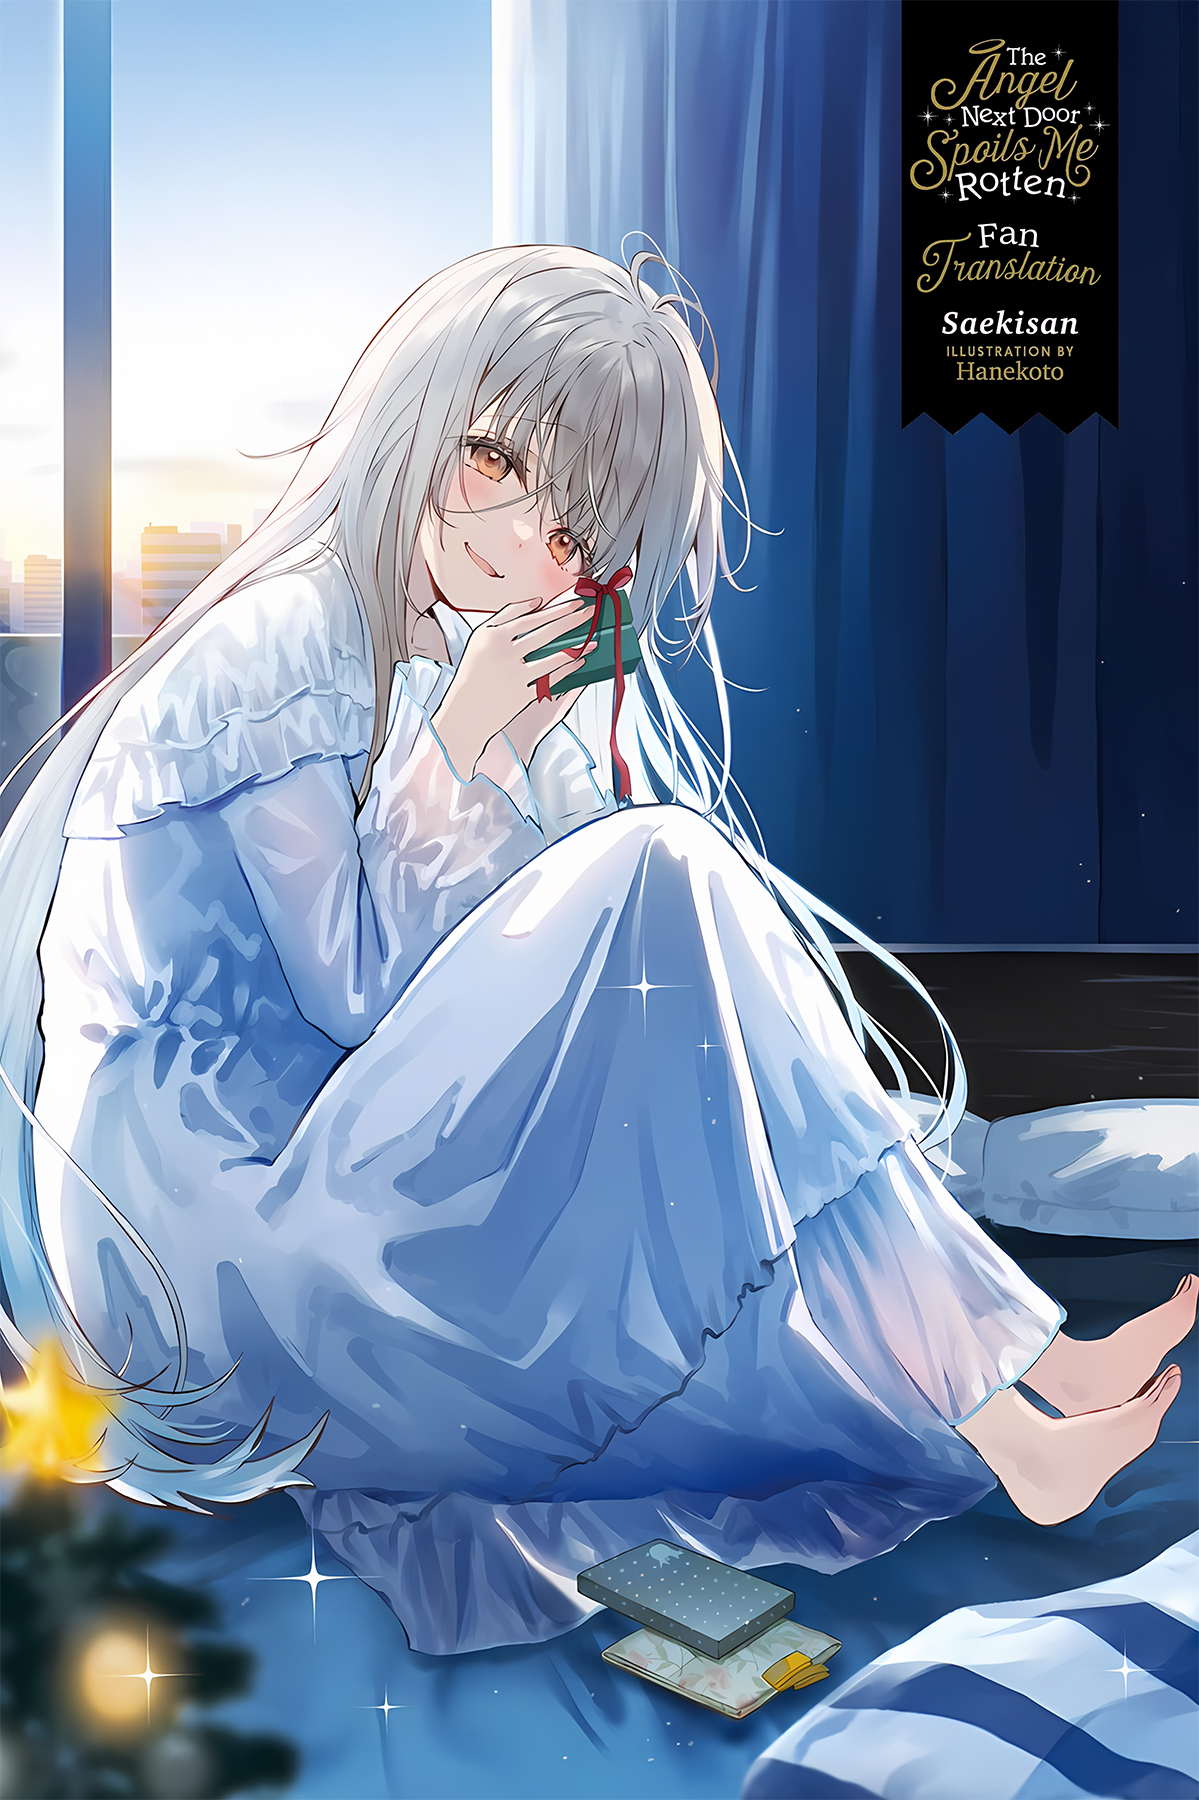 The
Angel
Next Door
Spoils Me
Rotten
Fan
Translation
Saekisan
ILLUSTRATION BY
Hanekoto